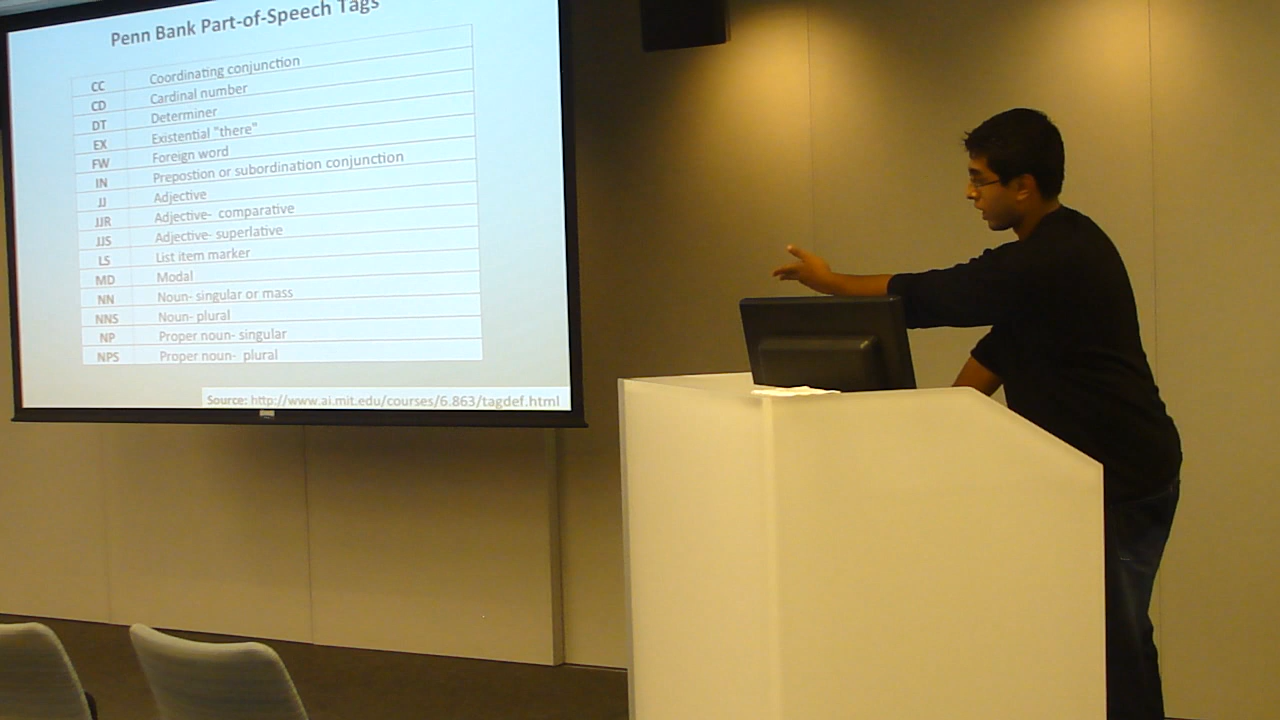 Penn Bank Part-of-Speech Tags
CC Coordinating conjunction
CD Cardinal number
DT Determiner
EX Existential "there"
FW Foreign word
IN Prepostion or subordination conjunction
JJ Adjective
JJR Adjective- comparative
JJS Adjective- superlative
LS List item marker
MD Modal
NN Noun- singular or mass
NNS Noun- plural
NP Proper noun- singular
NPS Proper noun- plural
Source: http://www.ai.mit.edu/courses/6.863/tagdef.html